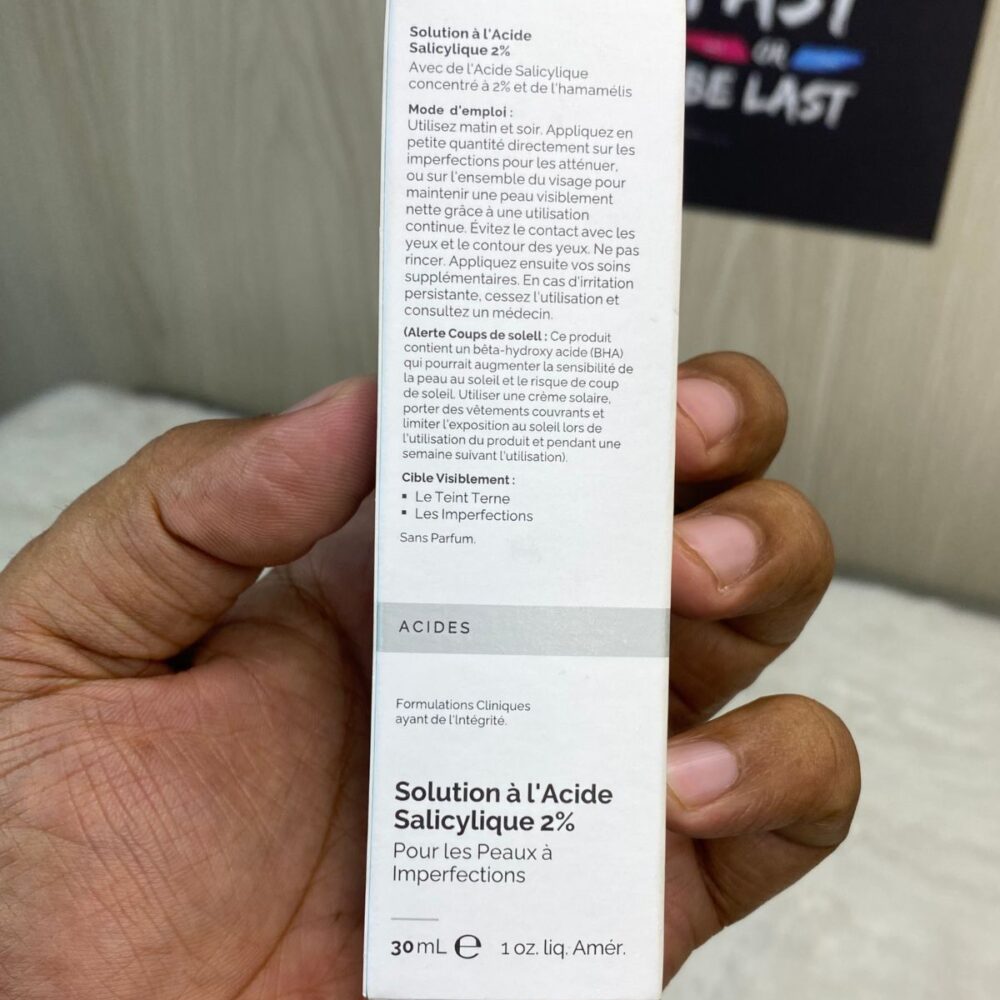 Solution à l'Acide
Salicylique 2%
Avec de l'Acide Salicylique
concentré à 2% et de l'hamamélis
Mode d'emploi :
Utilisez matin et soir. Appliquez en
petite quantité directement sur les
imperfections pour les atténuer,
ou sur l'ensemble du visage pour
maintenir une peau visiblement
nette grâce à une utilisation
continue. Évitez le contact avec les
yeux et le contour des yeux. Ne pas
rincer. Appliquez ensuite vos soins
supplémentaires. En cas d'irritation
persistante, cessez l'utilisation et
consultez un médecin.
(Alerte Coups de solell : Ce produit
contient un bêta-hydroxy acide (BHA)
qui pourrait augmenter la sensibilité de
la peau au soleil et le risque de coup
de soleil. Utiliser une crème solaire,
porter des vêtements couvrants et
limiter l'exposition au soleil lors de
l'utilisation du produit et pendant une
semaine suivant l'utilisation).
Cible Visiblement :
▪ Le Teint Terne
▪ Les Imperfections
Sans Parfum.
ACIDES
Formulations Cliniques
ayant de l'Intégrité.
Solution à l'Acide
Salicylique 2%
Pour les Peaux à
Imperfections
30 mL ℮ 1 oz. liq. Amér.
OR
BE LAST